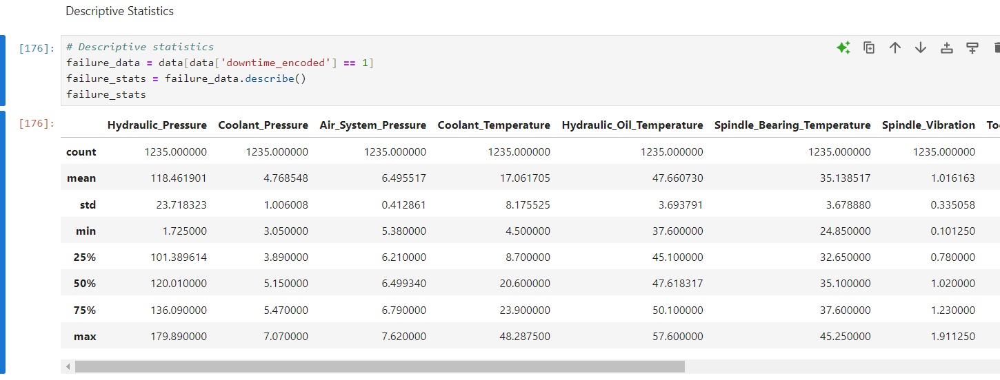 Descriptive Statistics
[176]: # Descriptive statistics
failure_data = data[data['downtime_encoded'] == 1]
failure_stats = failure_data.describe()
failure_stats
[176]:
Hydraulic_Pressure Coolant_Pressure Air_System_Pressure Coolant_Temperature Hydraulic_Oil_Temperature Spindle_Bearing_Temperature Spindle_Vibration
count 1235.000000 1235.000000 1235.000000 1235.000000 1235.000000 1235.000000 1235.000000
mean 118.461901 4.768548 6.495517 17.061705 47.660730 35.138517 1.016163
std 23.718323 1.006008 0.412861 8.175525 3.693791 3.678880 0.335058
min 1.725000 3.050000 5.380000 4.500000 37.600000 24.850000 0.101250
25% 101.389614 3.890000 6.210000 8.700000 45.100000 32.650000 0.780000
50% 120.010000 5.150000 6.499340 20.600000 47.618317 35.100000 1.020000
75% 136.090000 5.470000 6.790000 23.900000 50.100000 37.600000 1.230000
max 179.890000 7.070000 7.620000 48.287500 57.600000 45.250000 1.911250